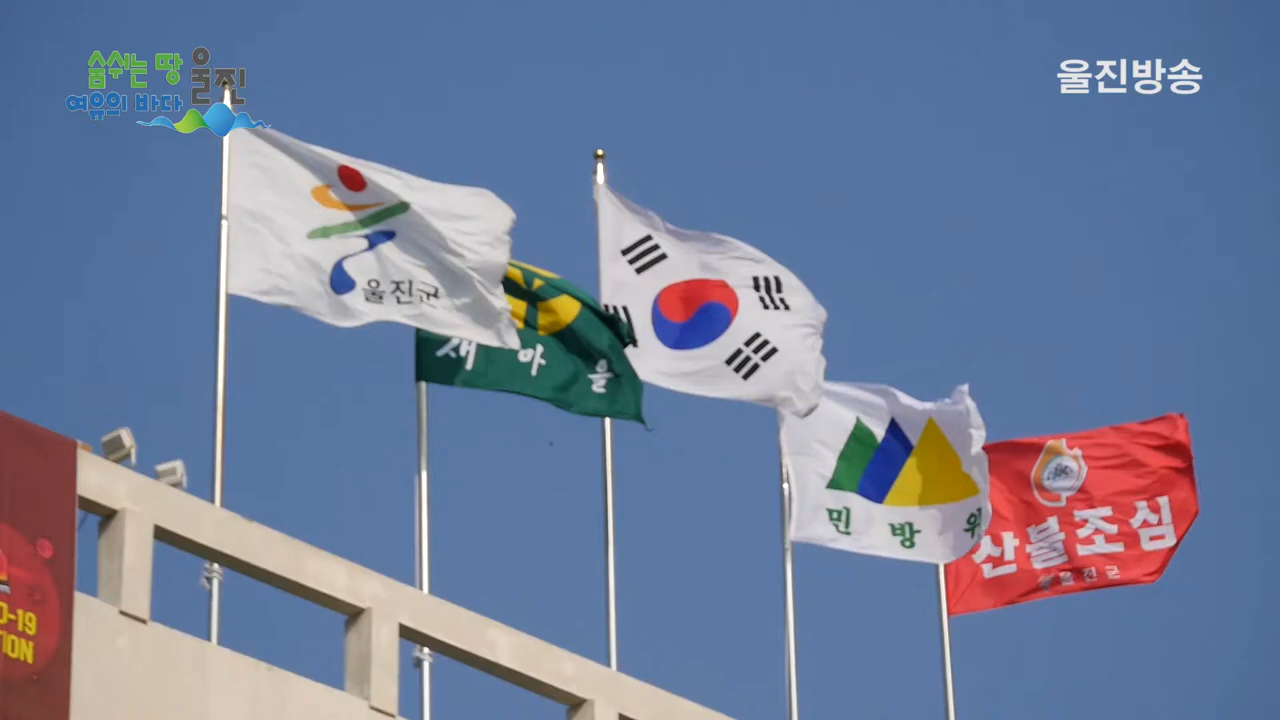 숨쉬는 땅
여유의 바다
울진
울진방송
울진군
새마을
민방위
산불조심
울진군
D-19
TION